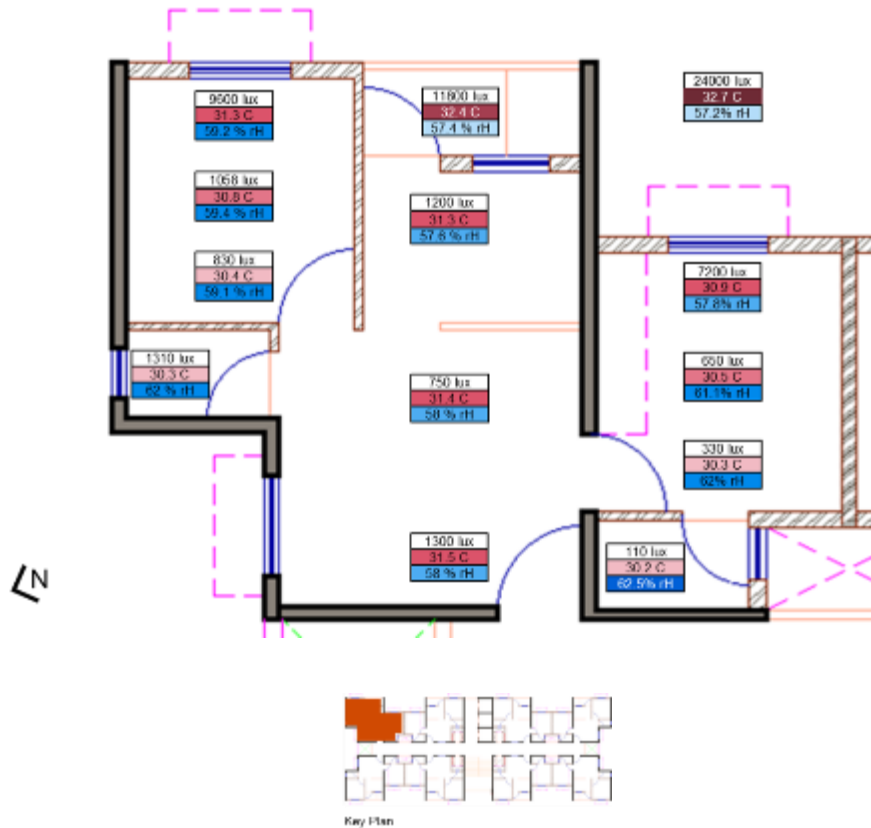 9600 lux
31.3 C
59.2 % rH
11800 lux
32.4 C
57.4 % rH
24000 lux
32.7 C
57.2% rH
1058 lux
30.8 C
59.4 % rH
1200 lux
31.3 C
57.6 % rH
830 lux
30.4 C
59.1 % rH
7200 lux
30.9 C
57.8% rH
1310 lux
30.3 C
62 % rH
750 lux
31.4 C
58 % rH
650 lux
30.5 C
61.1% rH
330 lux
30.3 C
62% rH
1300 lux
31.5 C
58 % rH
110 lux
30.2 C
62.5% rH
N
Key Plan